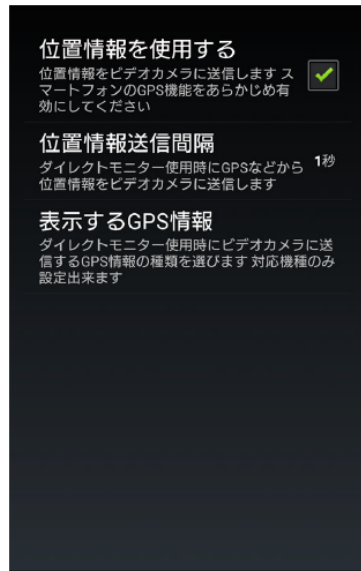 位置情報を使用する
位置情報をビデオカメラに送信します ス
マートフォンのGPS機能をあらかじめ有
効にしてください
位置情報送信間隔
ダイレクトモニター使用時にGPSなどから
位置情報をビデオカメラに送信します
1秒
表示するGPS情報
ダイレクトモニター使用時にビデオカメラに送
信するGPS情報の種類を選びます 対応機種のみ
設定出来ます